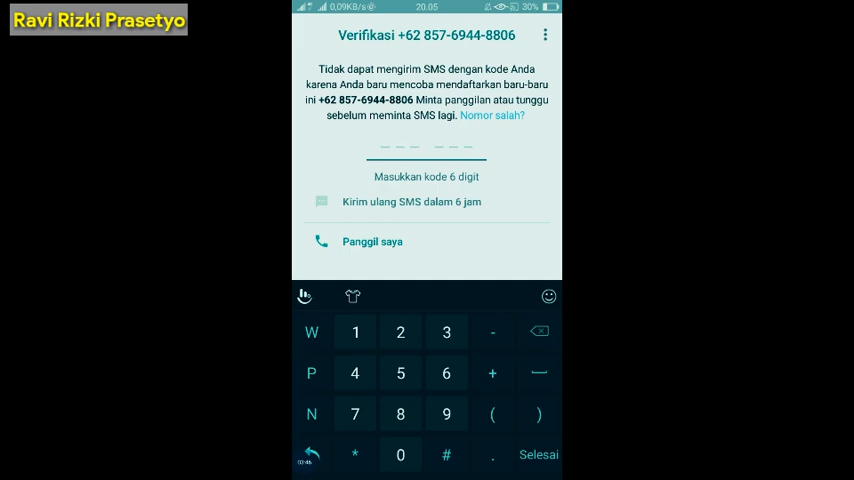 Ravi Rizki Prasetyo
0,09KB/s 20.05 30%
Verifikasi +62 857-6944-8806
Tidak dapat mengirim SMS dengan kode Anda
karena Anda baru mencoba mendaftarkan baru-baru
ini +62 857-6944-8806 Minta panggilan atau tunggu
sebelum meminta SMS lagi. Nomor salah?
Masukkan kode 6 digit
Kirim ulang SMS dalam 6 jam
Panggil saya
W 1 2 3 -
P 4 5 6 +
N 7 8 9 ( )
* 0 # . Selesai
03:46